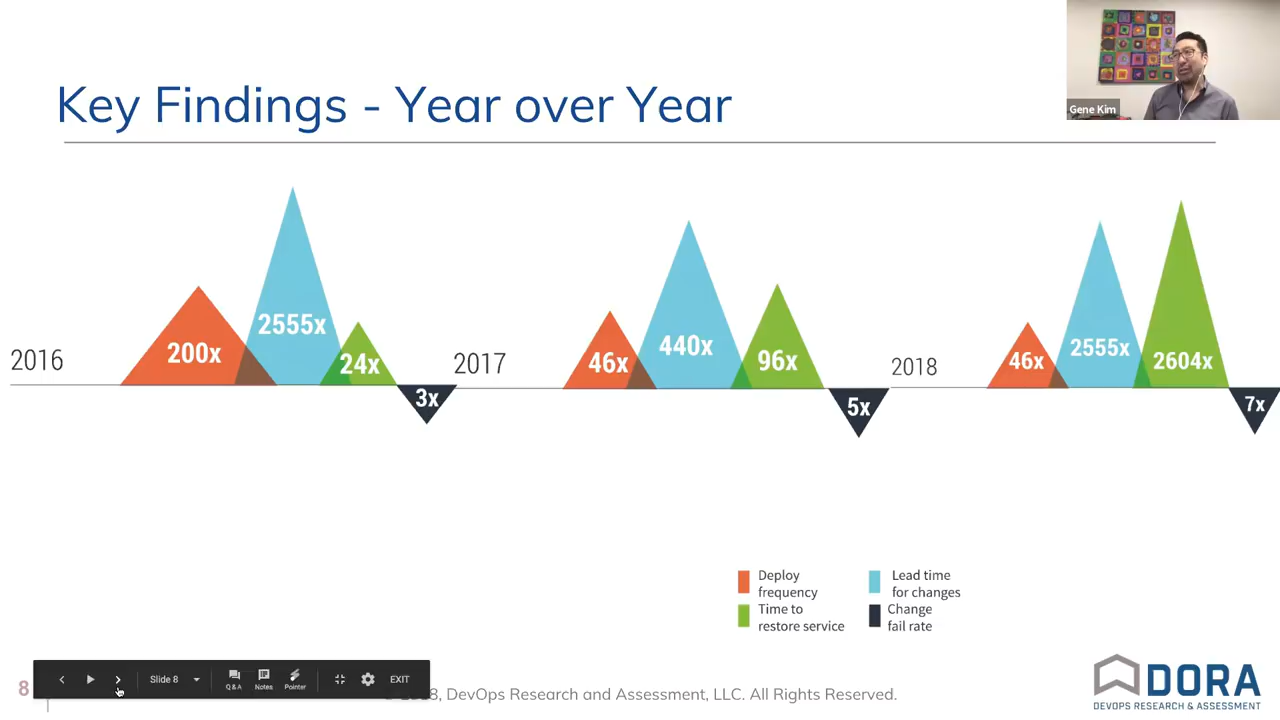 Gene Kim
Key Findings - Year over Year
2016
200x
2555x
24x
3x
2017
46x
440x
96x
5x
2018
46x
2555x
2604x
7x
Deploy
frequency
Lead time
for changes
Time to
restore service
Change
fail rate
8
Slide 8
Q & A
Notes
Pointer
EXIT
DevOps Research and Assessment, LLC. All Rights Reserved.
DORA
DEVOPS RESEARCH & ASSESSMENT